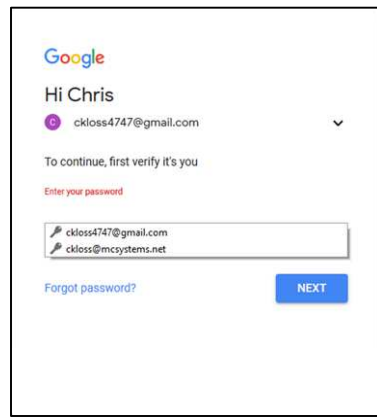 Google
Hi Chris
C ckloss4747@gmail.com
To continue, first verify it's you
Enter your password
ckloss4747@gmail.com
ckloss@mcsystems.net
Forgot password? NEXT